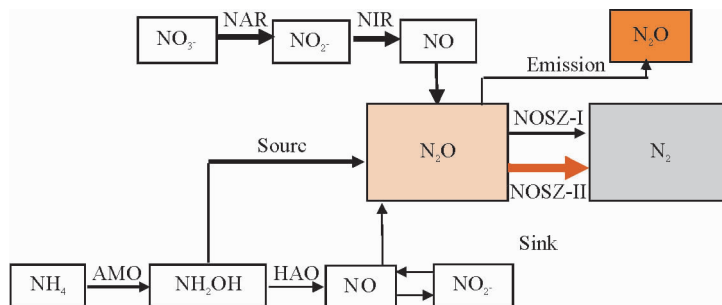 NAR
NIR
N₂O
NO₃-
NO₂-
NO
Emission
NOSZ-I
Sourc
N₂O
N₂
NOSZ-II
Sink
AMO
HAO
NH₄
NH₂OH
NO
NO₂-